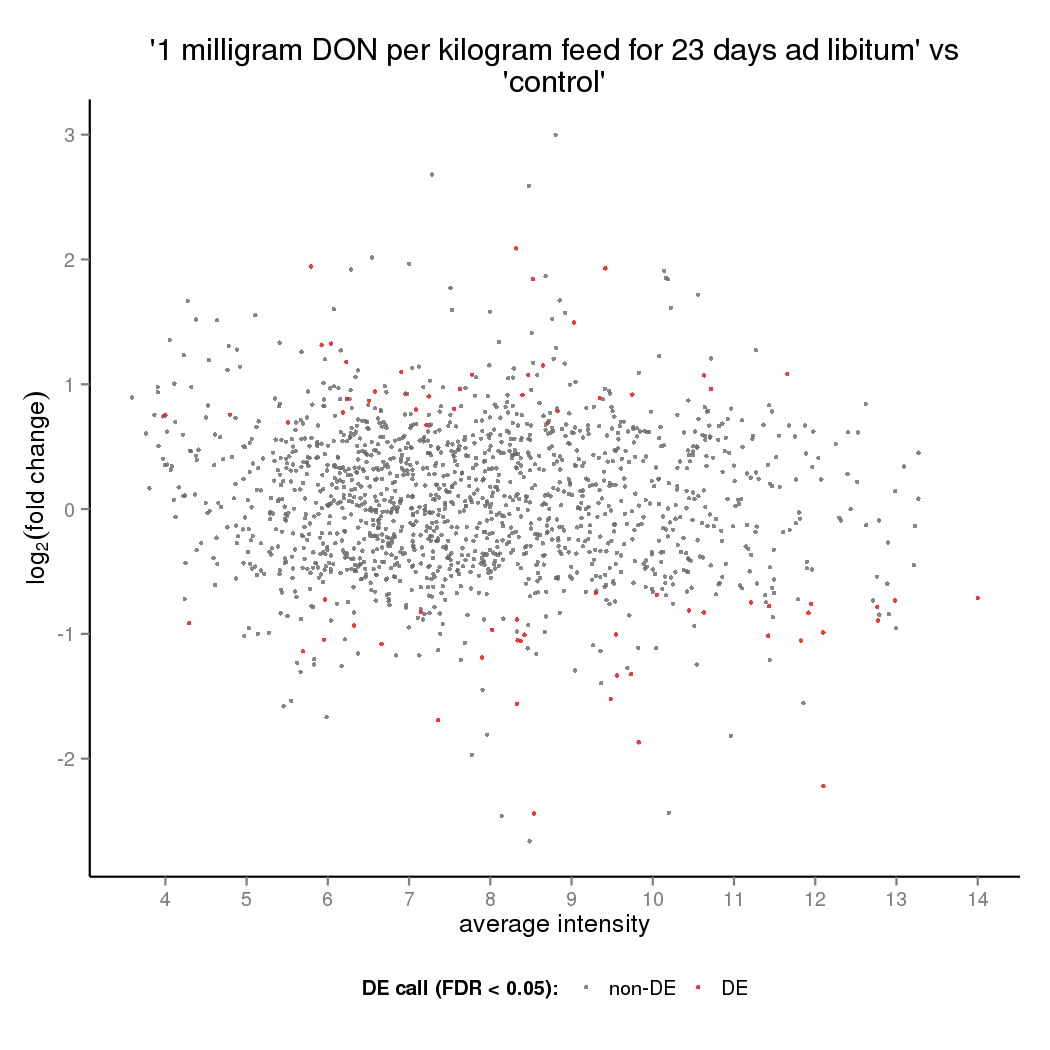 '1 milligram DON per kilogram feed for 23 days ad libitum' vs
'control'
log₂(fold change)
3
2
1
0
-1
-2
4 5 6 7 8 9 10 11 12 13 14
average intensity
DE call (FDR < 0.05): non-DE DE